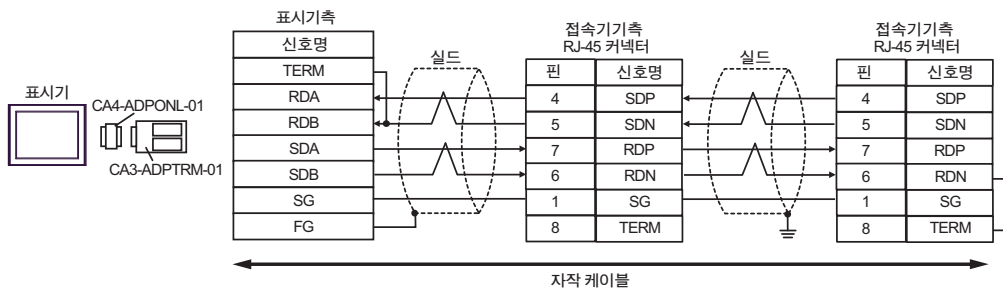 표시기
CA4-ADPONL-01
CA3-ADPTRM-01
표시기측
신호명
TERM
RDA
RDB
SDA
SDB
SG
FG
실드
접속기기측
RJ-45 커넥터
핀 신호명
4 SDP
5 SDN
7 RDP
6 RDN
1 SG
8 TERM
실드
접속기기측
RJ-45 커넥터
핀 신호명
4 SDP
5 SDN
7 RDP
6 RDN
1 SG
8 TERM
자작 케이블